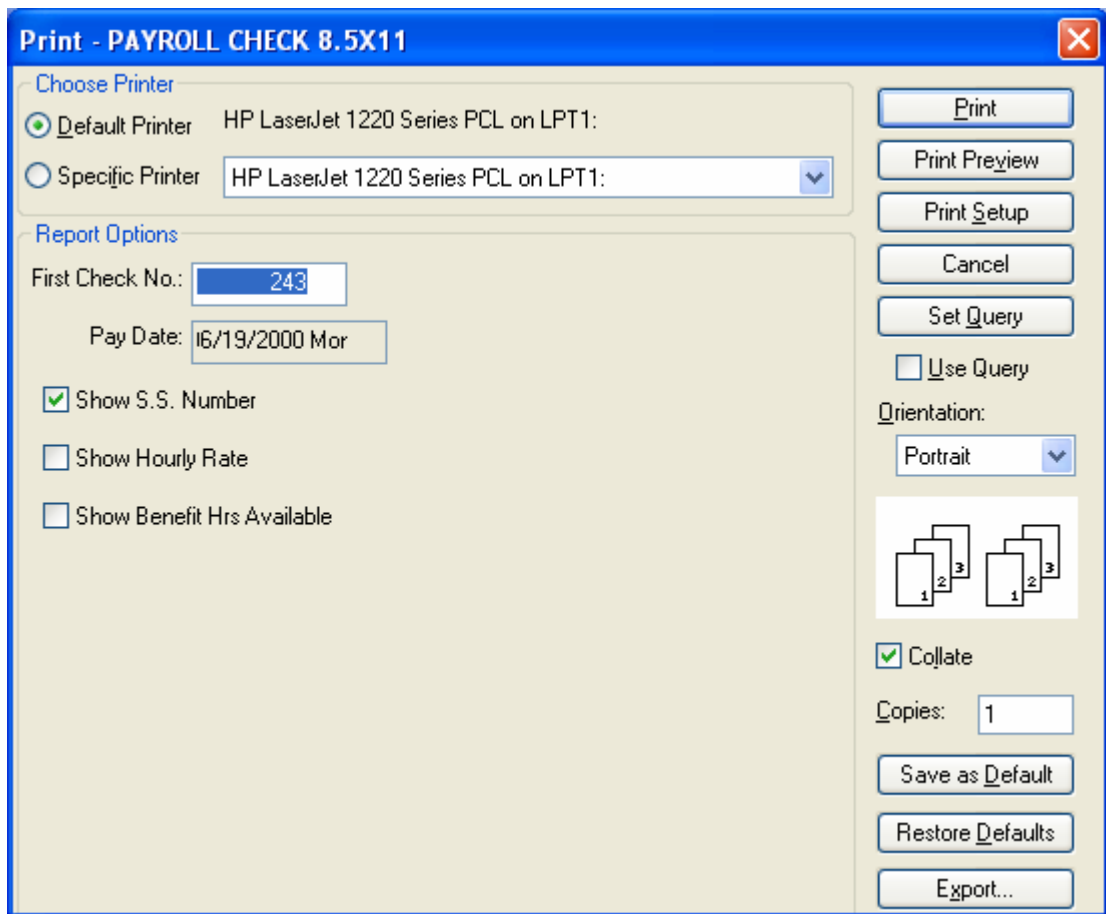 Print - PAYROLL CHECK 8.5X11
Choose Printer
Default Printer HP LaserJet 1220 Series PCL on LPT1:
Specific Printer HP LaserJet 1220 Series PCL on LPT1:
Report Options
First Check No.: 243
Pay Date: 6/19/2000 Mor
Show S.S. Number
Show Hourly Rate
Show Benefit Hrs Available
Print
Print Preview
Print Setup
Cancel
Set Query
Use Query
Orientation:
Portrait
1 2 3 1 2 3
Collate
Copies: 1
Save as Default
Restore Defaults
Export...